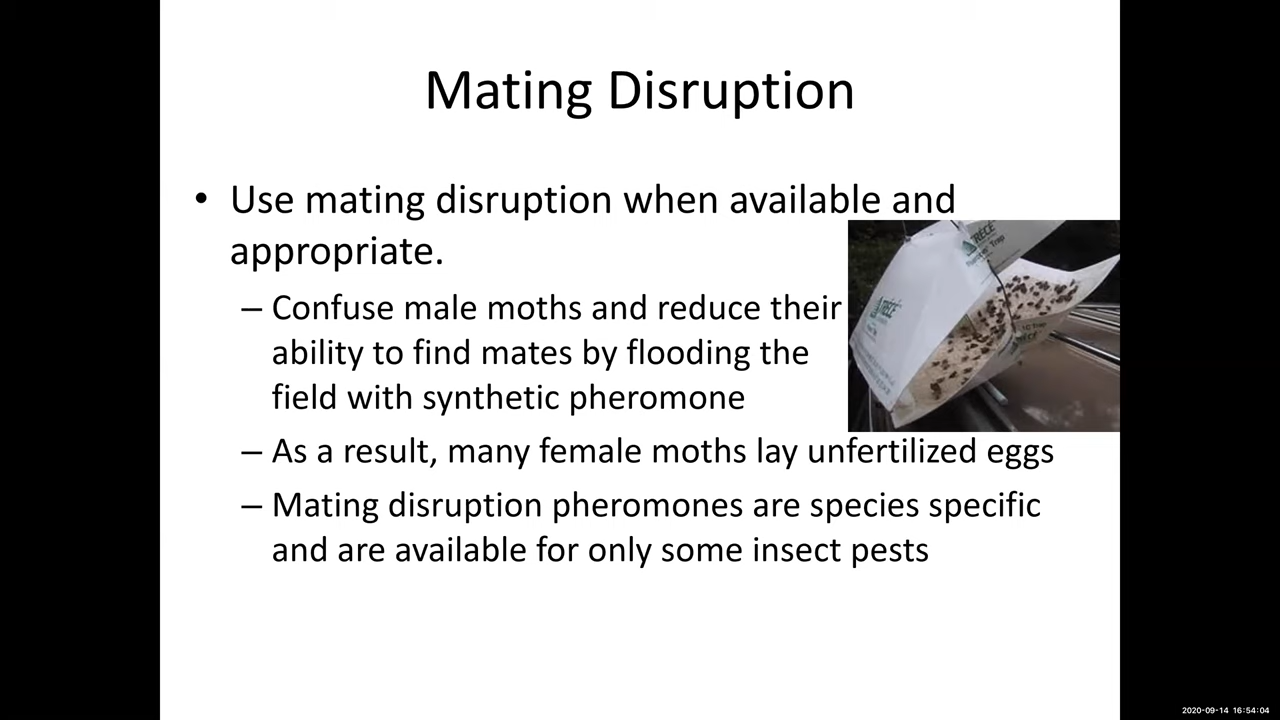 Mating Disruption
• Use mating disruption when available and
appropriate.
– Confuse male moths and reduce their
ability to find mates by flooding the
field with synthetic pheromone
– As a result, many female moths lay unfertilized eggs
– Mating disruption pheromones are species specific
and are available for only some insect pests
TRÉCÉ
TRÉCÉ
2020-09-14 16:54:04